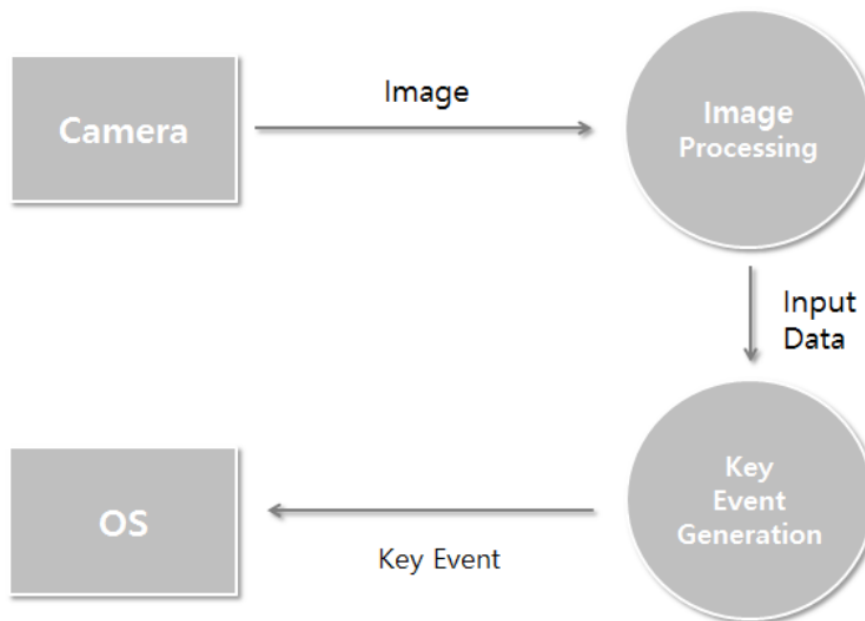 Camera
Image
Image
Processing
Input
Data
Key
Event
Generation
Key Event
OS